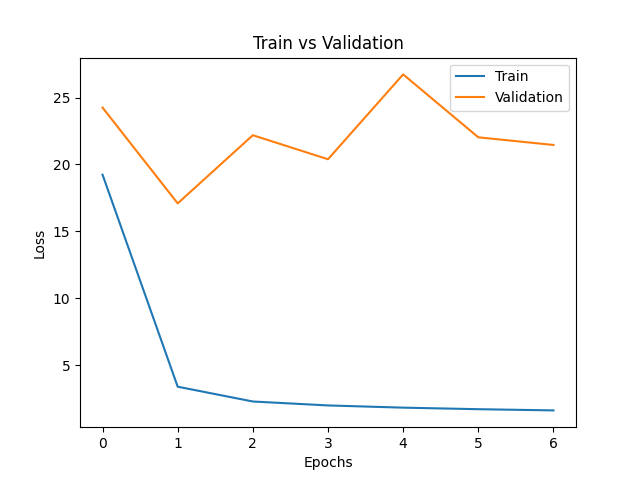 Train vs Validation
Train
Validation
25
20
15
10
5
Loss
0 1 2 3 4 5 6
Epochs